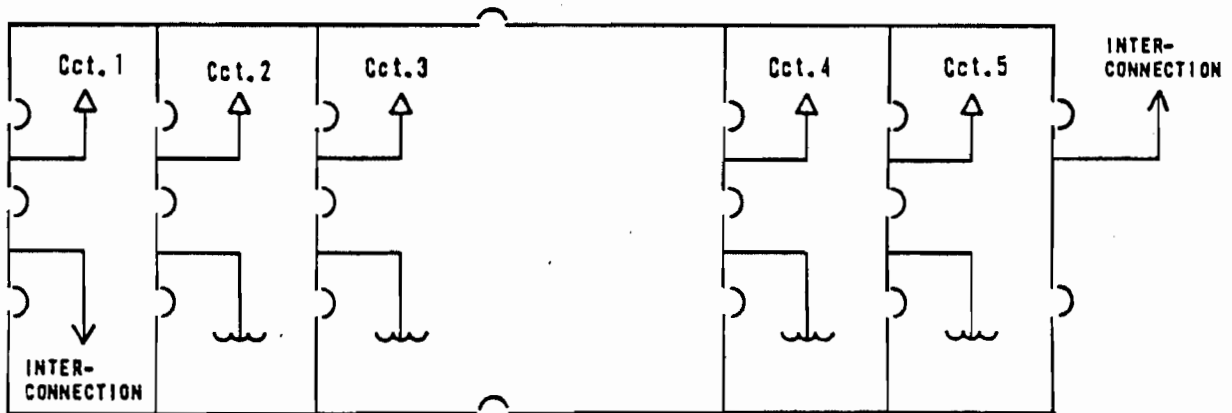 Cct. 1
Cct. 2
Cct. 3
Cct. 4
Cct. 5
INTER-
CONNECTION
INTER-
CONNECTION